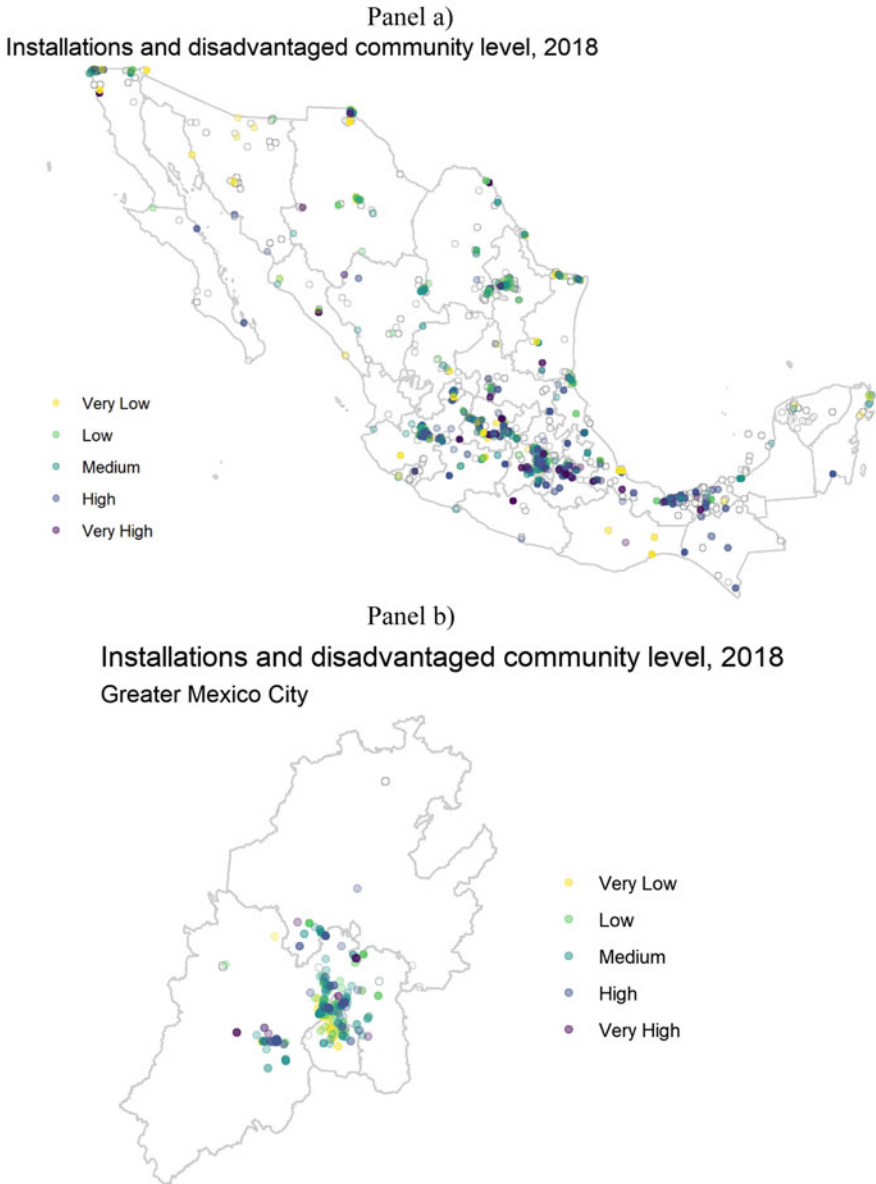 Panel a)
Installations and disadvantaged community level, 2018
Very Low
Low
Medium
High
Very High
Panel b)
Installations and disadvantaged community level, 2018
Greater Mexico City
Very Low
Low
Medium
High
Very High